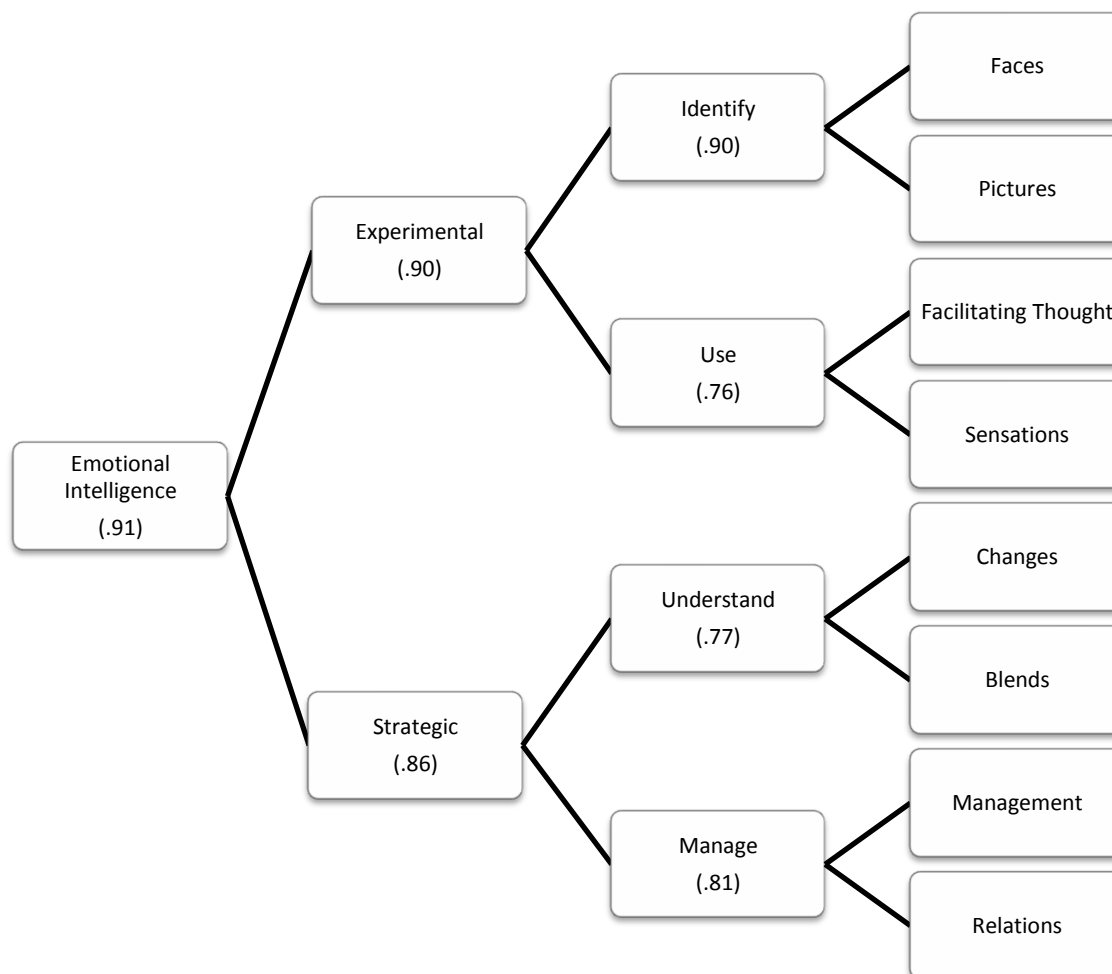 Emotional
Intelligence
(.91)
Experimental
(.90)
Strategic
(.86)
Identify
(.90)
Use
(.76)
Understand
(.77)
Manage
(.81)
Faces
Pictures
Facilitating Thought
Sensations
Changes
Blends
Management
Relations